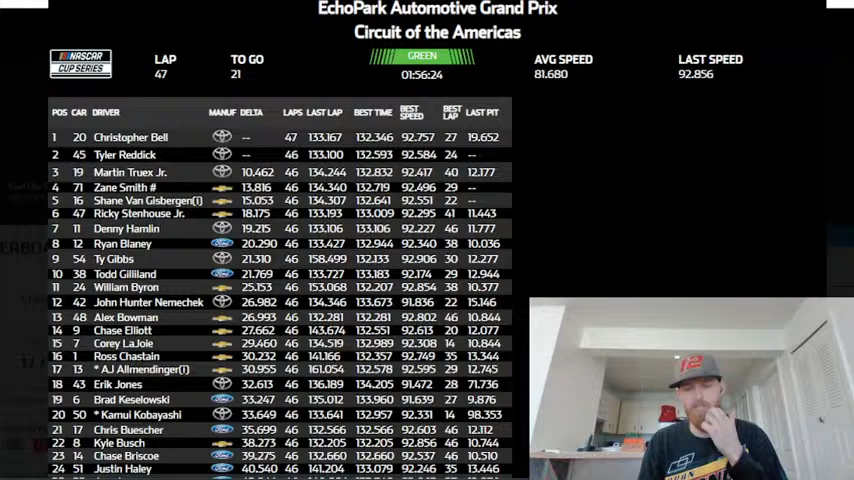 EchoPark Automotive Grand Prix
Circuit of the Americas
NASCAR CUP SERIES LAP TO GO GREEN AVG SPEED LAST SPEED
47 21 01:56:24 81.680 92.856
POS CAR DRIVER MANUF DELTA LAPS LAST LAP BEST TIME BEST SPEED BEST LAP LAST PIT
1 20 Christopher Bell -- 47 133.167 132.346 92.757 27 19.652
2 45 Tyler Reddick -- 46 133.100 132.593 92.584 24 --
3 19 Martin Truex Jr. 10.462 46 134.244 132.832 92.417 40 12.177
4 71 Zane Smith # 13.816 46 134.340 132.719 92.496 29 --
5 16 Shane Van Gisbergen(i) 15.053 46 134.307 132.641 92.551 22 --
6 47 Ricky Stenhouse Jr. 18.175 46 133.193 133.009 92.295 41 11.443
7 11 Denny Hamlin 19.215 46 133.106 133.106 92.227 46 11.777
8 12 Ryan Blaney Ford 20.290 46 133.427 132.944 92.340 38 10.036
9 54 Ty Gibbs 21.310 46 158.499 132.133 92.906 30 12.277
10 38 Todd Gilliland Ford 21.769 46 133.727 133.183 92.174 29 12.944
11 24 William Byron 25.153 46 153.068 132.207 92.854 38 10.377
12 42 John Hunter Nemechek 26.982 46 134.346 133.673 91.836 22 15.146
13 48 Alex Bowman 26.993 46 132.281 132.281 92.802 46 10.844
14 9 Chase Elliott 27.662 46 143.674 132.551 92.613 20 12.077
15 7 Corey LaJoie 29.460 46 134.519 132.989 92.308 14 10.844
16 1 Ross Chastain 30.232 46 141.166 132.357 92.749 35 13.344
17 13 * AJ Allmendinger(i) 30.955 46 161.054 132.578 92.595 29 12.745
18 43 Erik Jones 32.613 46 136.189 134.205 91.472 28 71.736
19 6 Brad Keselowski Ford 33.247 46 135.012 133.960 91.639 27 9.876
20 50 * Kamui Kobayashi 33.649 46 133.641 132.957 92.331 14 98.353
21 17 Chris Buescher Ford 35.699 46 132.566 132.566 92.603 46 12.112
22 8 Kyle Busch 38.273 46 132.205 132.205 92.856 46 10.744
23 14 Chase Briscoe Ford 39.275 46 132.660 132.660 92.537 46 10.510
24 51 Justin Haley Ford 40.540 46 141.204 133.079 92.246 35 13.446
12